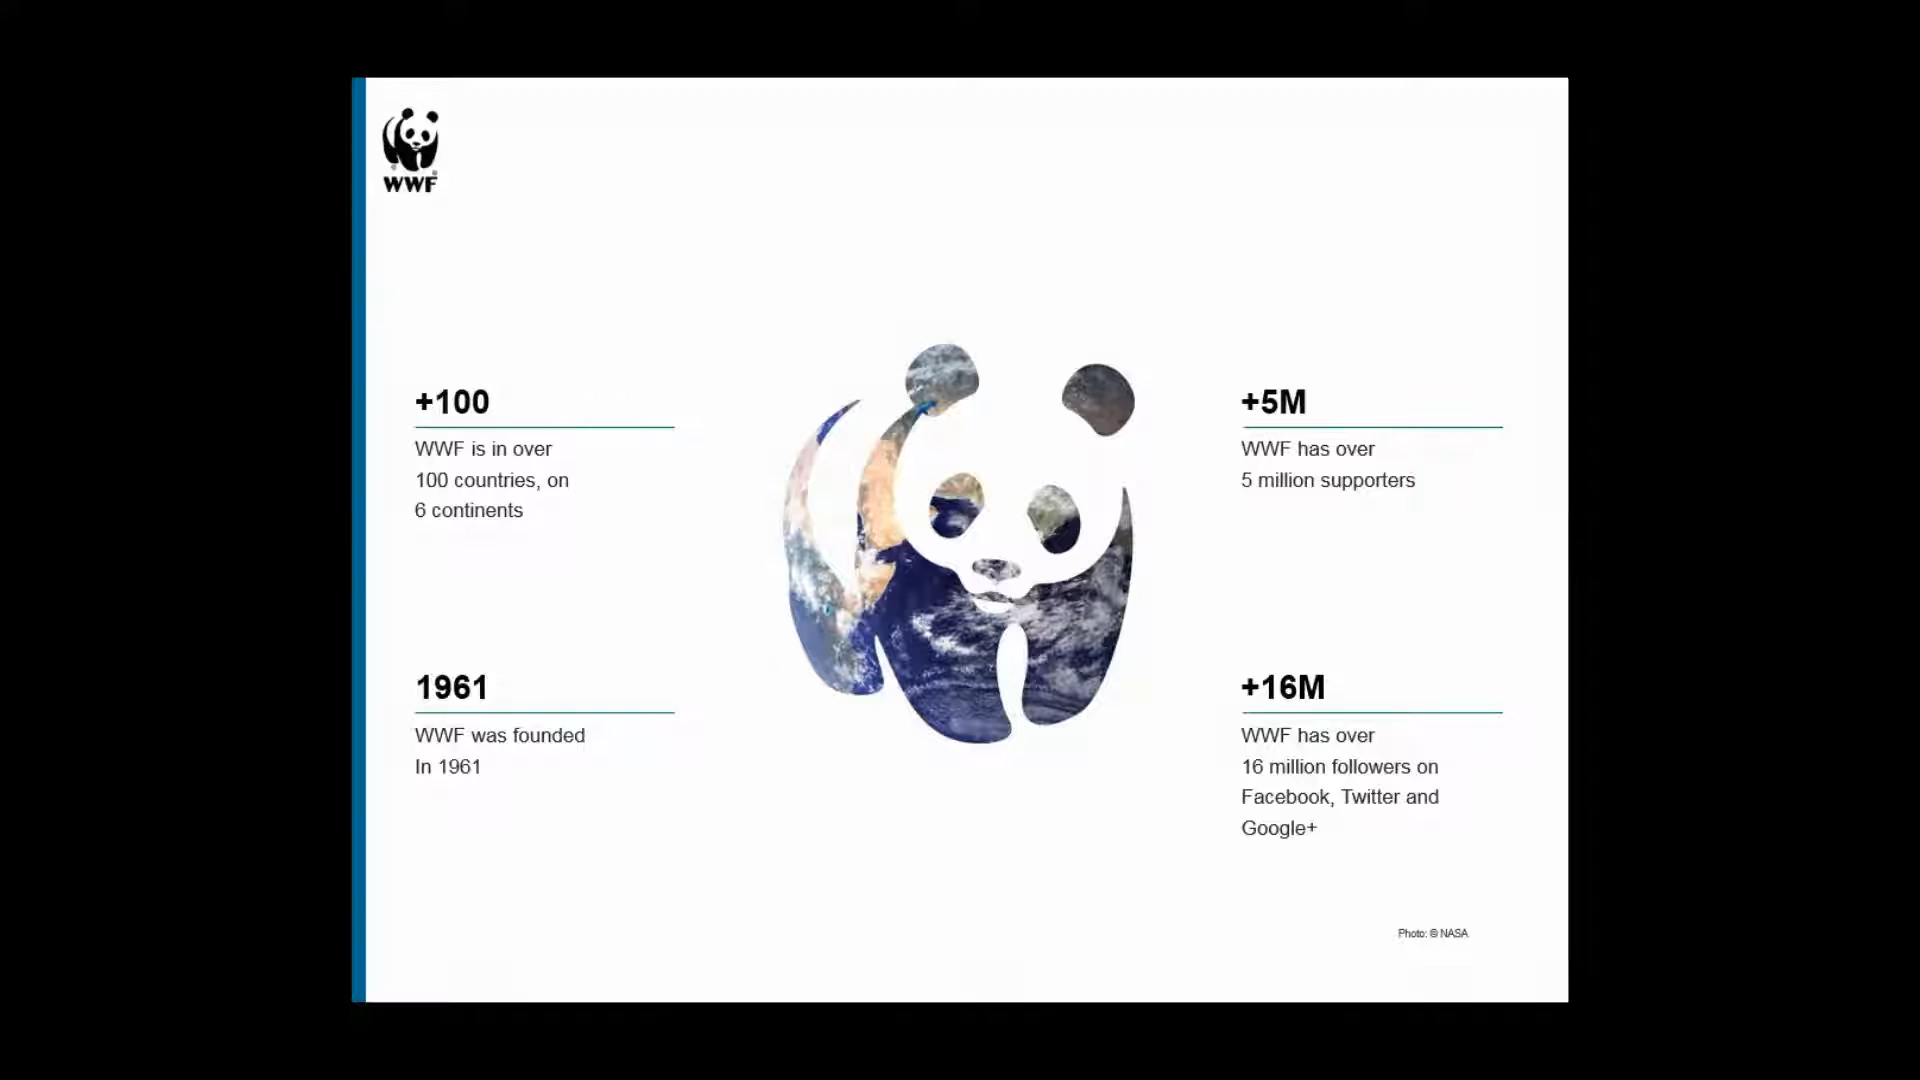 WWF
+100
WWF is in over
100 countries, on
6 continents
1961
WWF was founded
In 1961
+5M
WWF has over
5 million supporters
+16M
WWF has over
16 million followers on
Facebook, Twitter and
Google+
Photo: © NASA